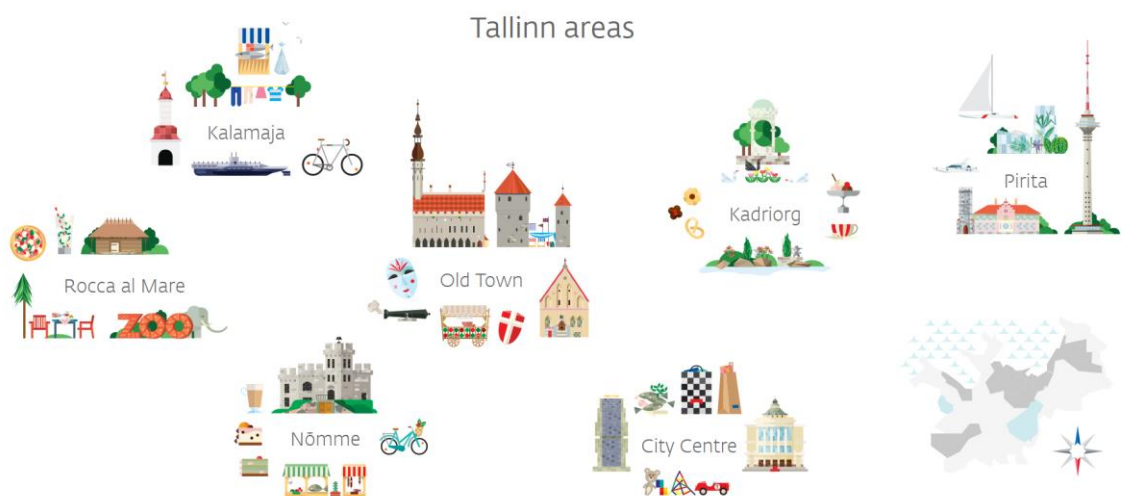 Tallinn areas
Kalamaja
Kadriorg
Pirita
Rocca al Mare
Old Town
ZOO
Nõmme
City Centre